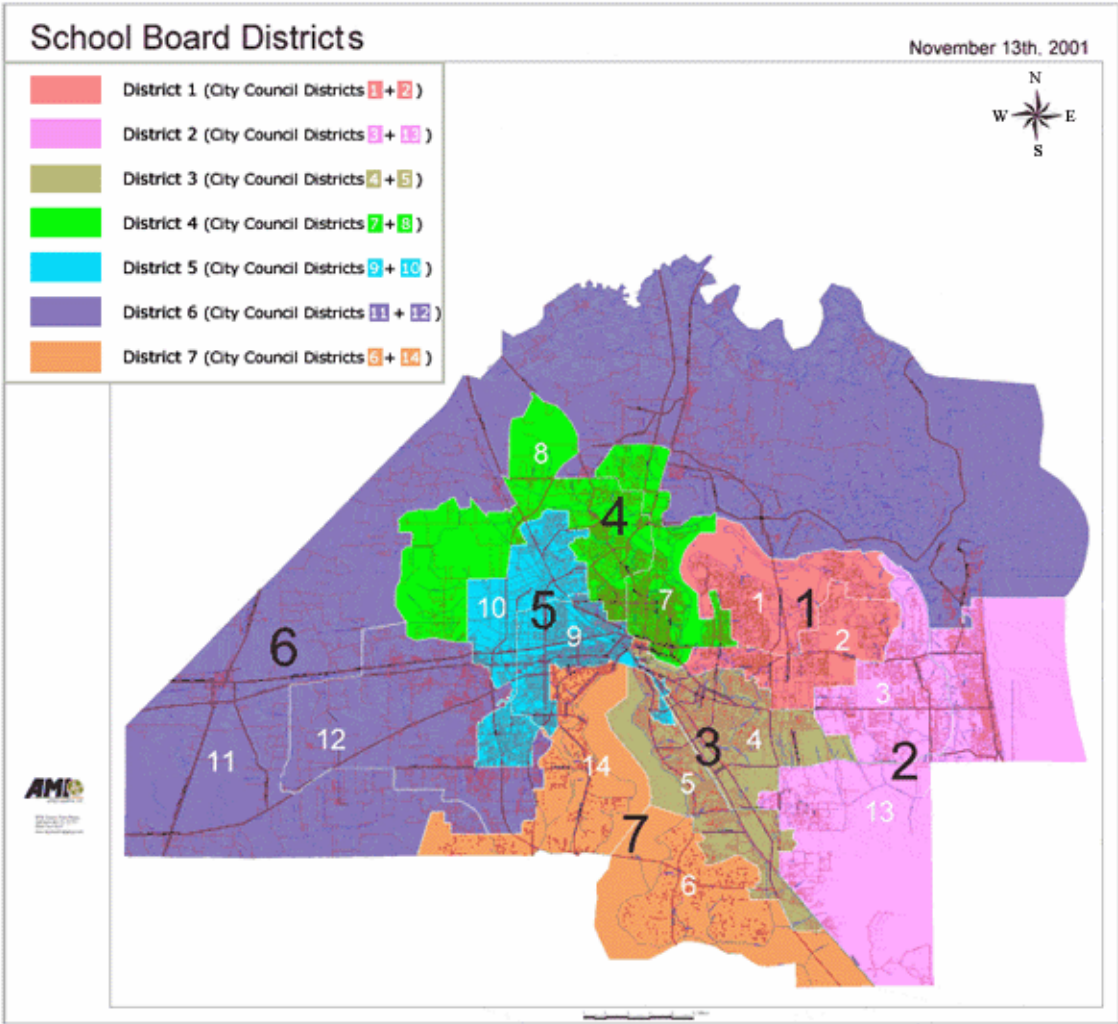 School Board Districts
November 13th, 2001
District 1 (City Council Districts 1 + 2 )
District 2 (City Council Districts 3 + 13 )
District 3 (City Council Districts 4 + 5 )
District 4 (City Council Districts 7 + 8 )
District 5 (City Council Districts 9 + 10 )
District 6 (City Council Districts 11 + 12 )
District 7 (City Council Districts 6 + 14 )
N
W E
S
8
4
10
5
9
7
1
1
2
6
3
12
11
3
4
2
14
5
13
7
6